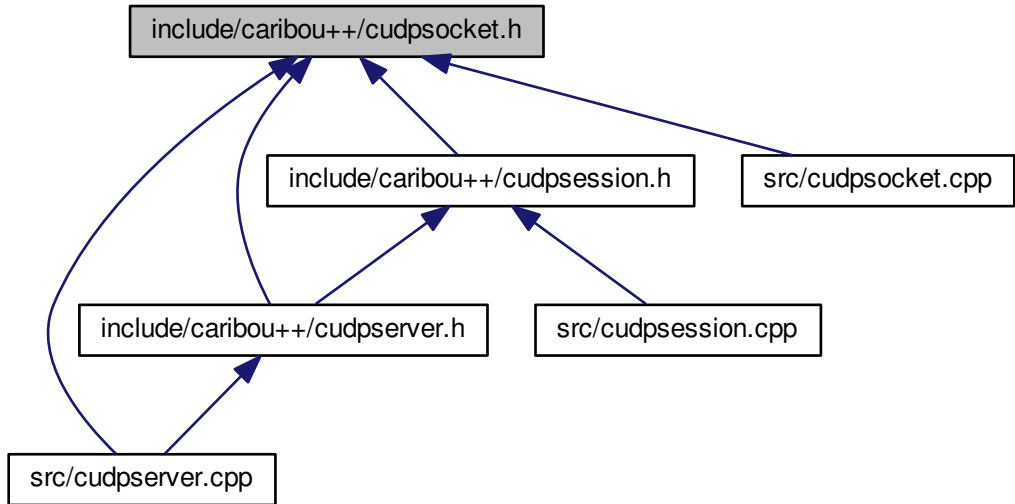 include/caribou++/cudpsocket.h
include/caribou++/cudpsession.h
src/cudpsocket.cpp
include/caribou++/cudpserver.h
src/cudpsession.cpp
src/cudpserver.cpp